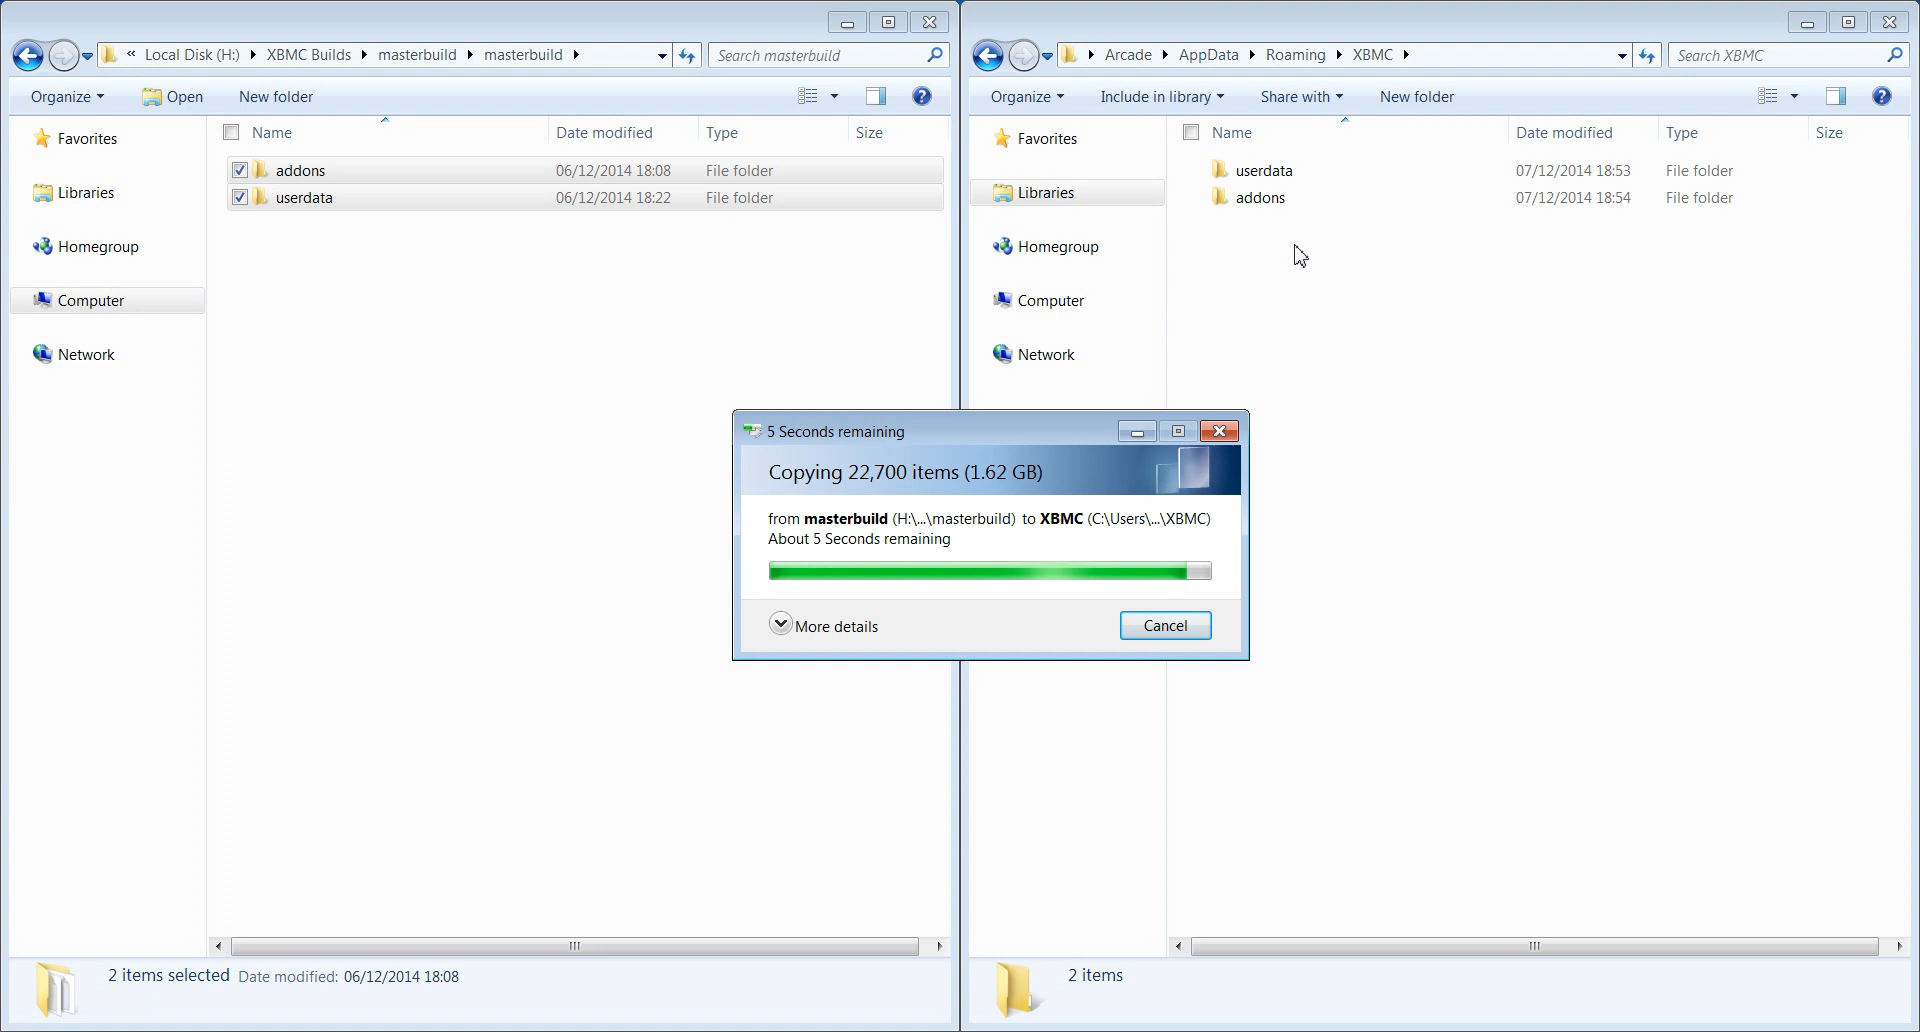 « Local Disk (H:) XBMC Builds masterbuild masterbuild
Search masterbuild
Organize Open New folder
Name Date modified Type Size
Favorites
Libraries
Homegroup
Computer
Network
addons 06/12/2014 18:08 File folder
userdata 06/12/2014 18:22 File folder
2 items selected Date modified: 06/12/2014 18:08
Arcade AppData Roaming XBMC
Search XBMC
Organize Include in library Share with New folder
Name Date modified Type Size
Favorites
Libraries
Homegroup
Computer
Network
userdata 07/12/2014 18:53 File folder
addons 07/12/2014 18:54 File folder
2 items
5 Seconds remaining
Copying 22,700 items (1.62 GB)
from masterbuild (H:\...\masterbuild) to XBMC (C:\Users\...\XBMC)
About 5 Seconds remaining
More details
Cancel